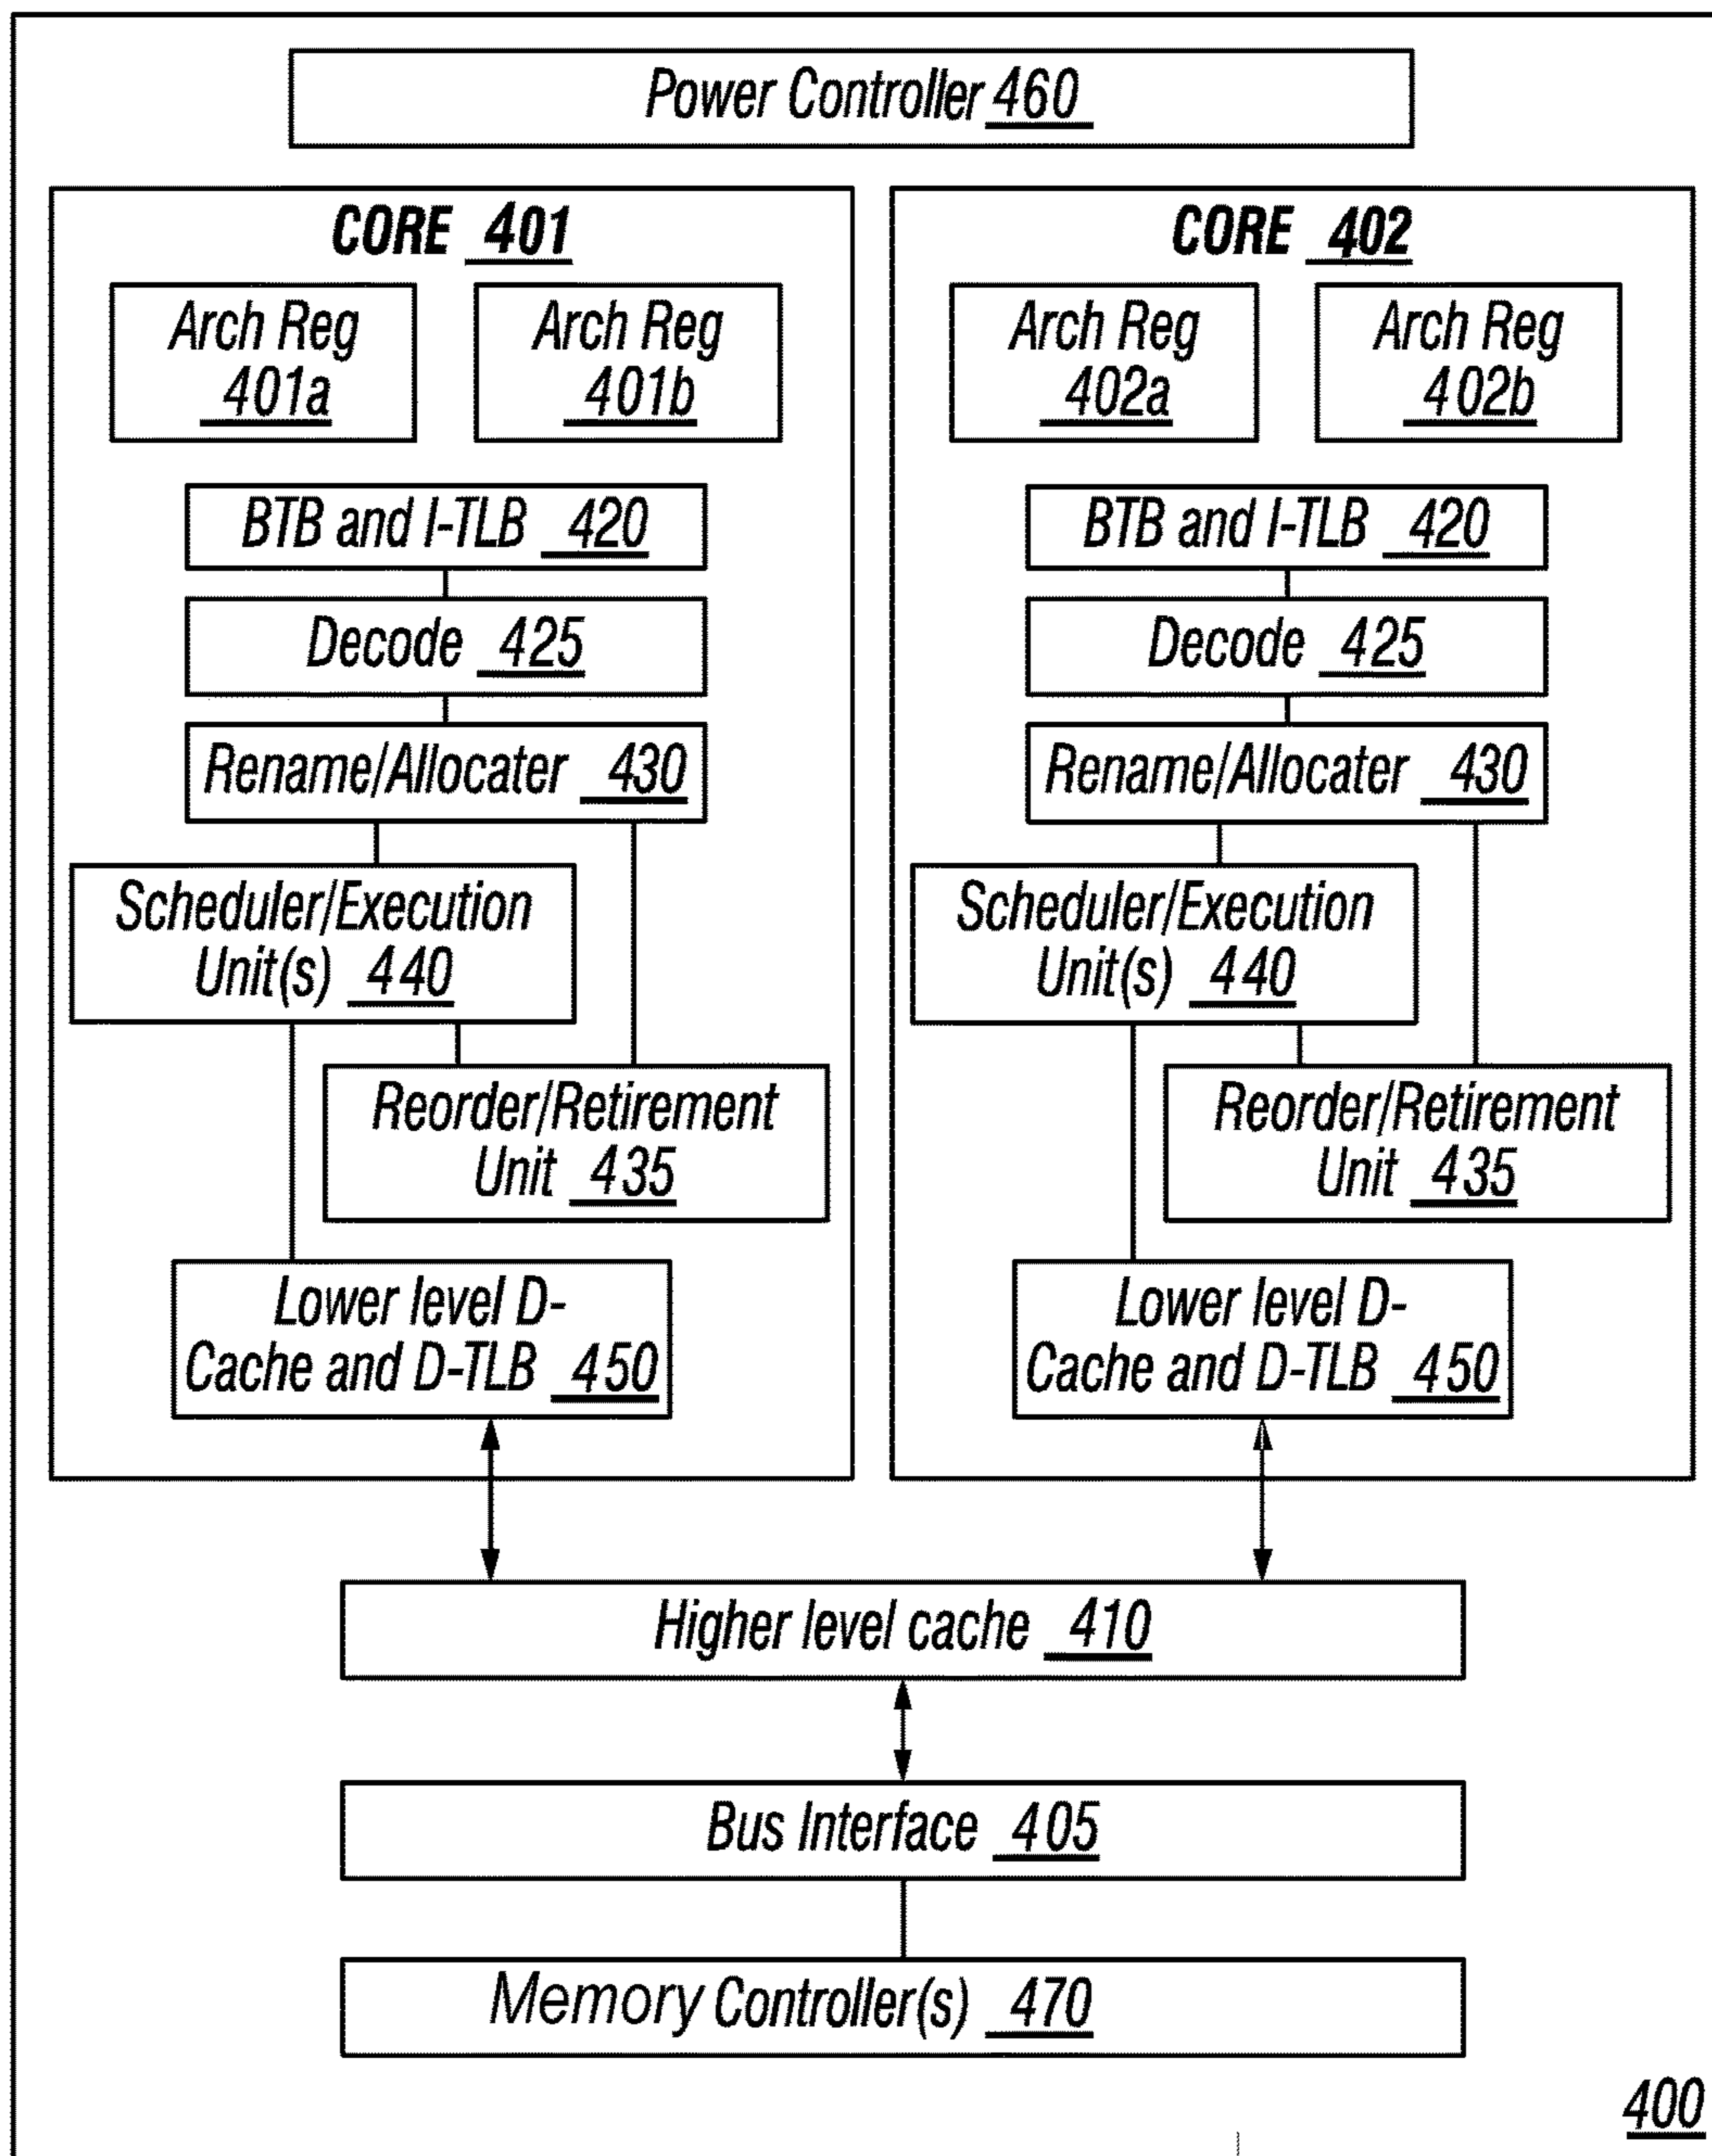 Power Controller 460
CORE 401
Arch Reg
401a
Arch Reg
401b
BTB and I-TLB 420
Decode 425
Rename/Allocater 430
Scheduler/Execution
Unit(s) 440
Reorder/Retirement
Unit 435
Lower level D-
Cache and D-TLB 450
CORE 402
Arch Reg
402a
Arch Reg
402b
BTB and I-TLB 420
Decode 425
Rename/Allocater 430
Scheduler/Execution
Unit(s) 440
Reorder/Retirement
Unit 435
Lower level D-
Cache and D-TLB 450
Higher level cache 410
Bus Interface 405
Memory Controller(s) 470
400